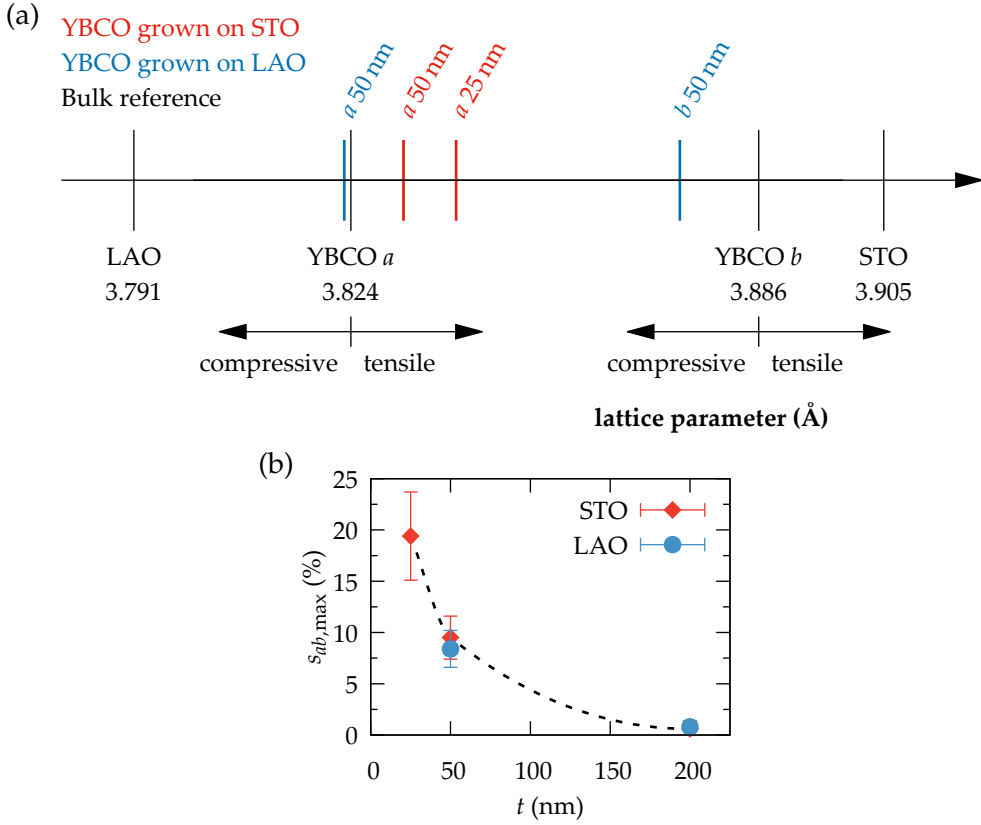 (a)
YBCO grown on STO
YBCO grown on LAO
Bulk reference
a 50 nm
a 50 nm
a 25 nm
b 50 nm
LAO
3.791
YBCO a
3.824
YBCO b
3.886
STO
3.905
compressive
tensile
compressive
tensile
lattice parameter (Å)
(b)
STO
LAO
s_ab,max (%)
25
20
15
10
5
0
0
50
100
150
200
t (nm)